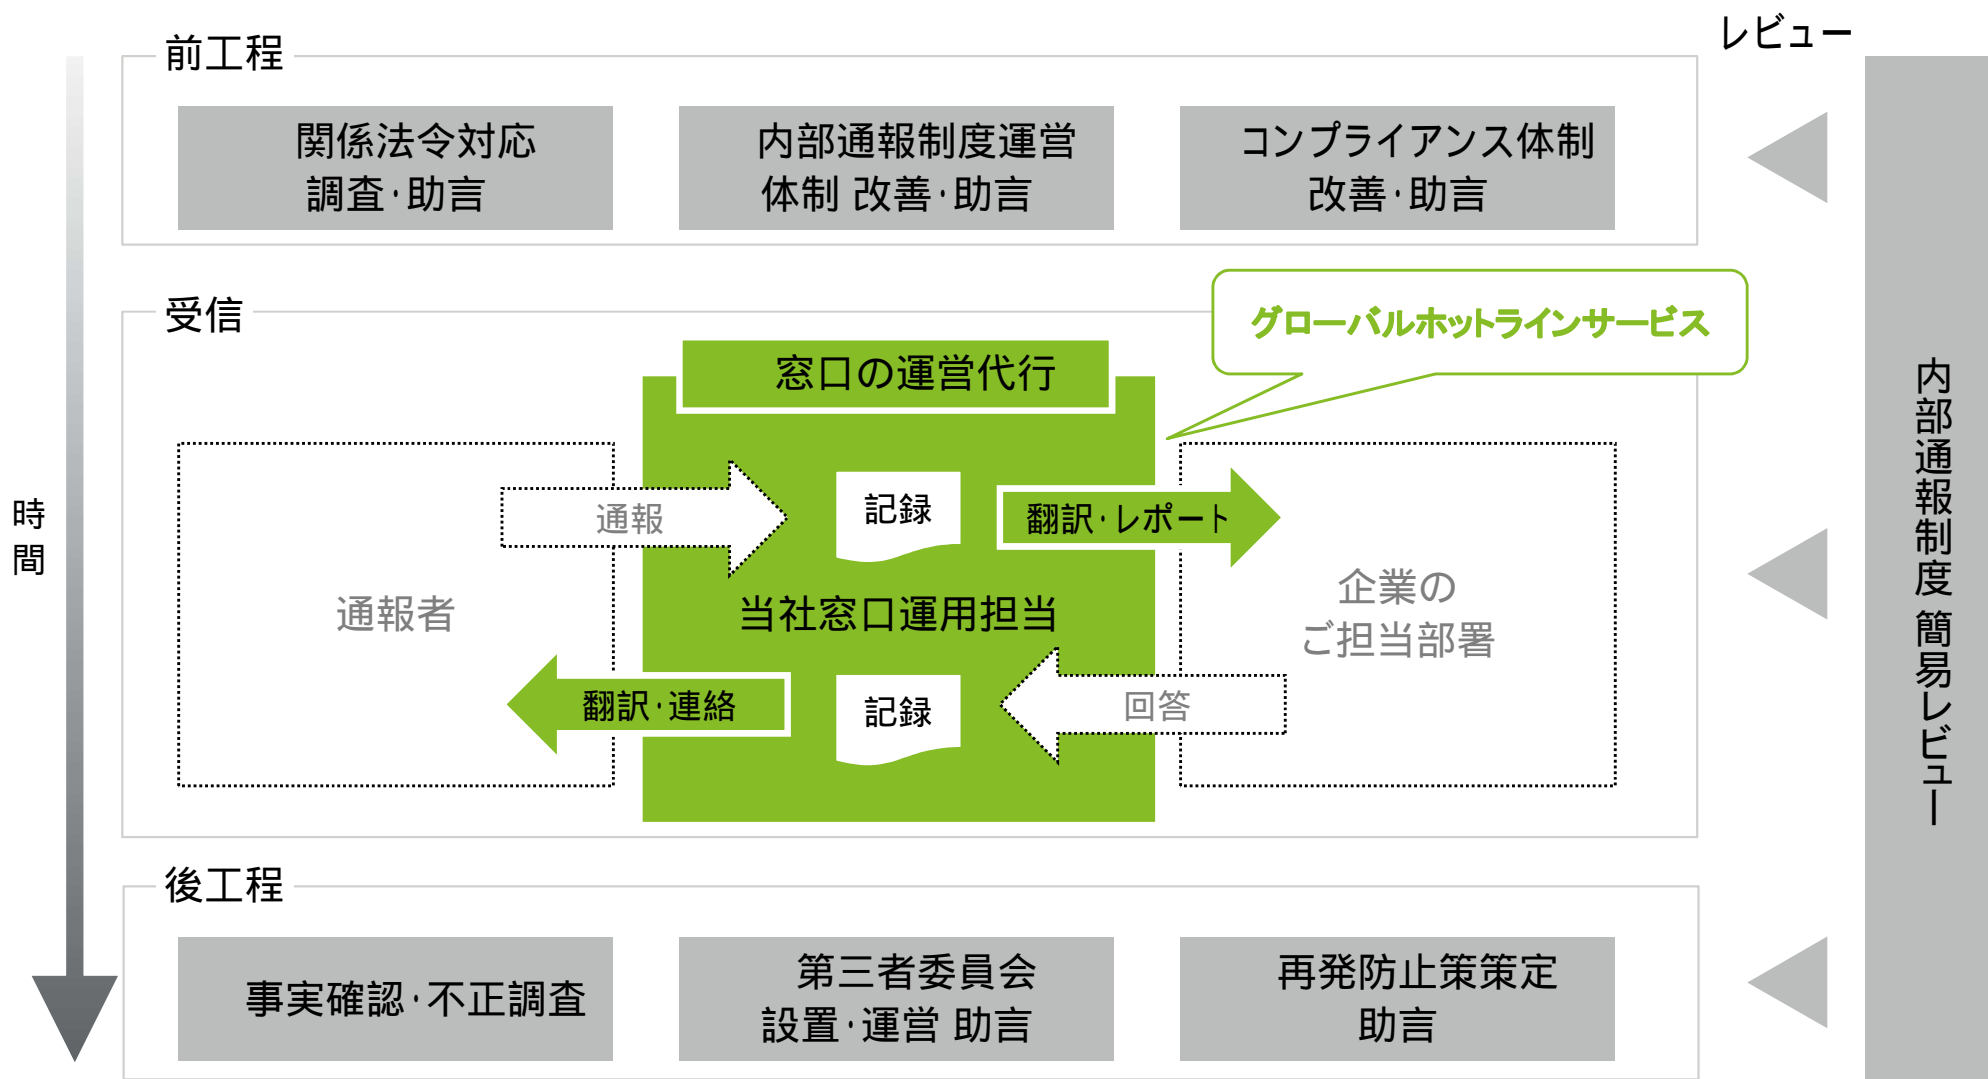 レビュー
前工程
関係法令対応
調査・助言
内部通報制度運営
体制 改善・助言
コンプライアンス体制
改善・助言
時間
受信
グローバルホットラインサービス
窓口の運営代行
通報
記録
翻訳・レポート
通報者
当社窓口運用担当
企業の
ご担当部署
翻訳・連絡
記録
回答
後工程
事実確認・不正調査
第三者委員会
設置・運営 助言
再発防止策策定
助言
内部通報制度 簡易レビュー